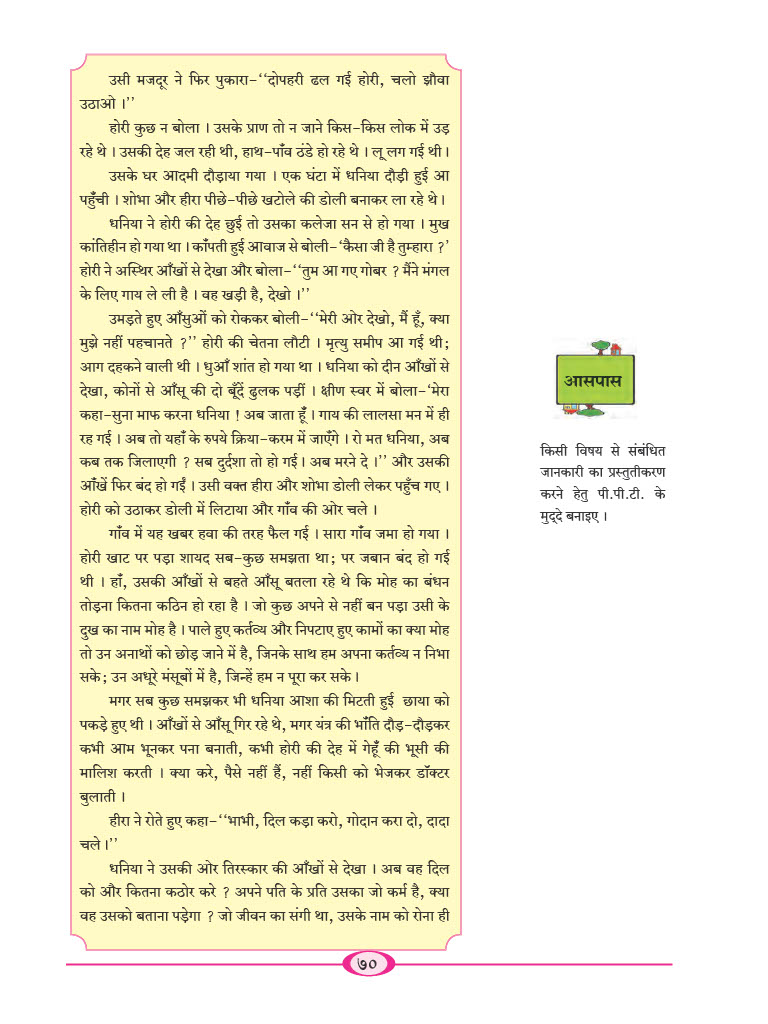 उसी मजदूर ने फिर पुकारा-‘‘दोपहरी ढल गई होरी, चलो झौवा
उठाओ ।’’
होरी कुछ न बोला । उसके प्राण तो न जाने किस-किस लोक में उड़
रहे थे । उसकी देह जल रही थी, हाथ-पाँव ठंडे हो रहे थे । लू लग गई थी ।
उसके घर आदमी दौड़ाया गया । एक घंटा में धनिया दौड़ी हुई आ
पहुँची । शोभा और हीरा पीछे-पीछे खटोले की डोली बनाकर ला रहे थे ।
धनिया ने होरी की देह छुई तो उसका कलेजा सन से हो गया । मुख
कांतिहीन हो गया था । काँपती हुई आवाज से बोली-‘कैसा जी है तुम्हारा ?’
होरी ने अस्थिर आँखों से देखा और बोला-‘‘तुम आ गए गोबर ? मैंने मंगल
के लिए गाय ले ली है । वह खड़ी है, देखो ।’’
उमड़ते हुए आँसुओं को रोककर बोली-‘‘मेरी ओर देखो, मैं हूँ, क्या
मुझे नहीं पहचानते ?’’ होरी की चेतना लौटी । मृत्यु समीप आ गई थी;
आग दहकने वाली थी । धुआँ शांत हो गया था । धनिया को दीन आँखों से
देखा, कोनों से आँसू की दो बूँदें ढुलक पड़ीं । क्षीण स्वर में बोला-‘मेरा
कहा-सुना माफ करना धनिया ! अब जाता हूँ । गाय की लालसा मन में ही
रह गई । अब तो यहाँ के रुपये क्रिया-करम में जाएँगे । रो मत धनिया, अब
कब तक जिलाएगी ? सब दुर्दशा तो हो गई । अब मरने दे ।’’ और उसकी
आँखें फिर बंद हो गईं । उसी वक्त हीरा और शोभा डोली लेकर पहुँच गए ।
होरी को उठाकर डोली में लिटाया और गाँव की ओर चले ।
गाँव में यह खबर हवा की तरह फैल गई । सारा गाँव जमा हो गया ।
होरी खाट पर पड़ा शायद सब-कुछ समझता था; पर जबान बंद हो गई
थी । हाँ, उसकी आँखों से बहते आँसू बतला रहे थे कि मोह का बंधन
तोड़ना कितना कठिन हो रहा है । जो कुछ अपने से नहीं बन पड़ा उसी के
दुख का नाम मोह है । पाले हुए कर्तव्य और निपटाए हुए कामों का क्या मोह
तो उन अनाथों को छोड़ जाने में है, जिनके साथ हम अपना कर्तव्य न निभा
सके; उन अधूरे मंसूबों में है, जिन्हें हम न पूरा कर सके ।
मगर सब कुछ समझकर भी धनिया आशा की मिटती हुई छाया को
पकड़े हुए थी । आँखों से आँसू गिर रहे थे, मगर यंत्र की भाँति दौड़-दौड़कर
कभी आम भूनकर पना बनाती, कभी होरी की देह में गेहूँ की भूसी की
मालिश करती । क्या करे, पैसे नहीं हैं, नहीं किसी को भेजकर डॉक्टर
बुलाती ।
हीरा ने रोते हुए कहा-‘‘भाभी, दिल कड़ा करो, गोदान करा दो, दादा
चले ।’’
धनिया ने उसकी ओर तिरस्कार की आँखों से देखा । अब वह दिल
को और कितना कठोर करे ? अपने पति के प्रति उसका जो कर्म है, क्या
वह उसको बताना पड़ेगा ? जो जीवन का संगी था, उसके नाम को रोना ही
आसपास
किसी विषय से संबंधित
जानकारी का प्रस्तुतीकरण
करने हेतु पी.पी.टी. के
मुद्दे बनाइए ।
७०